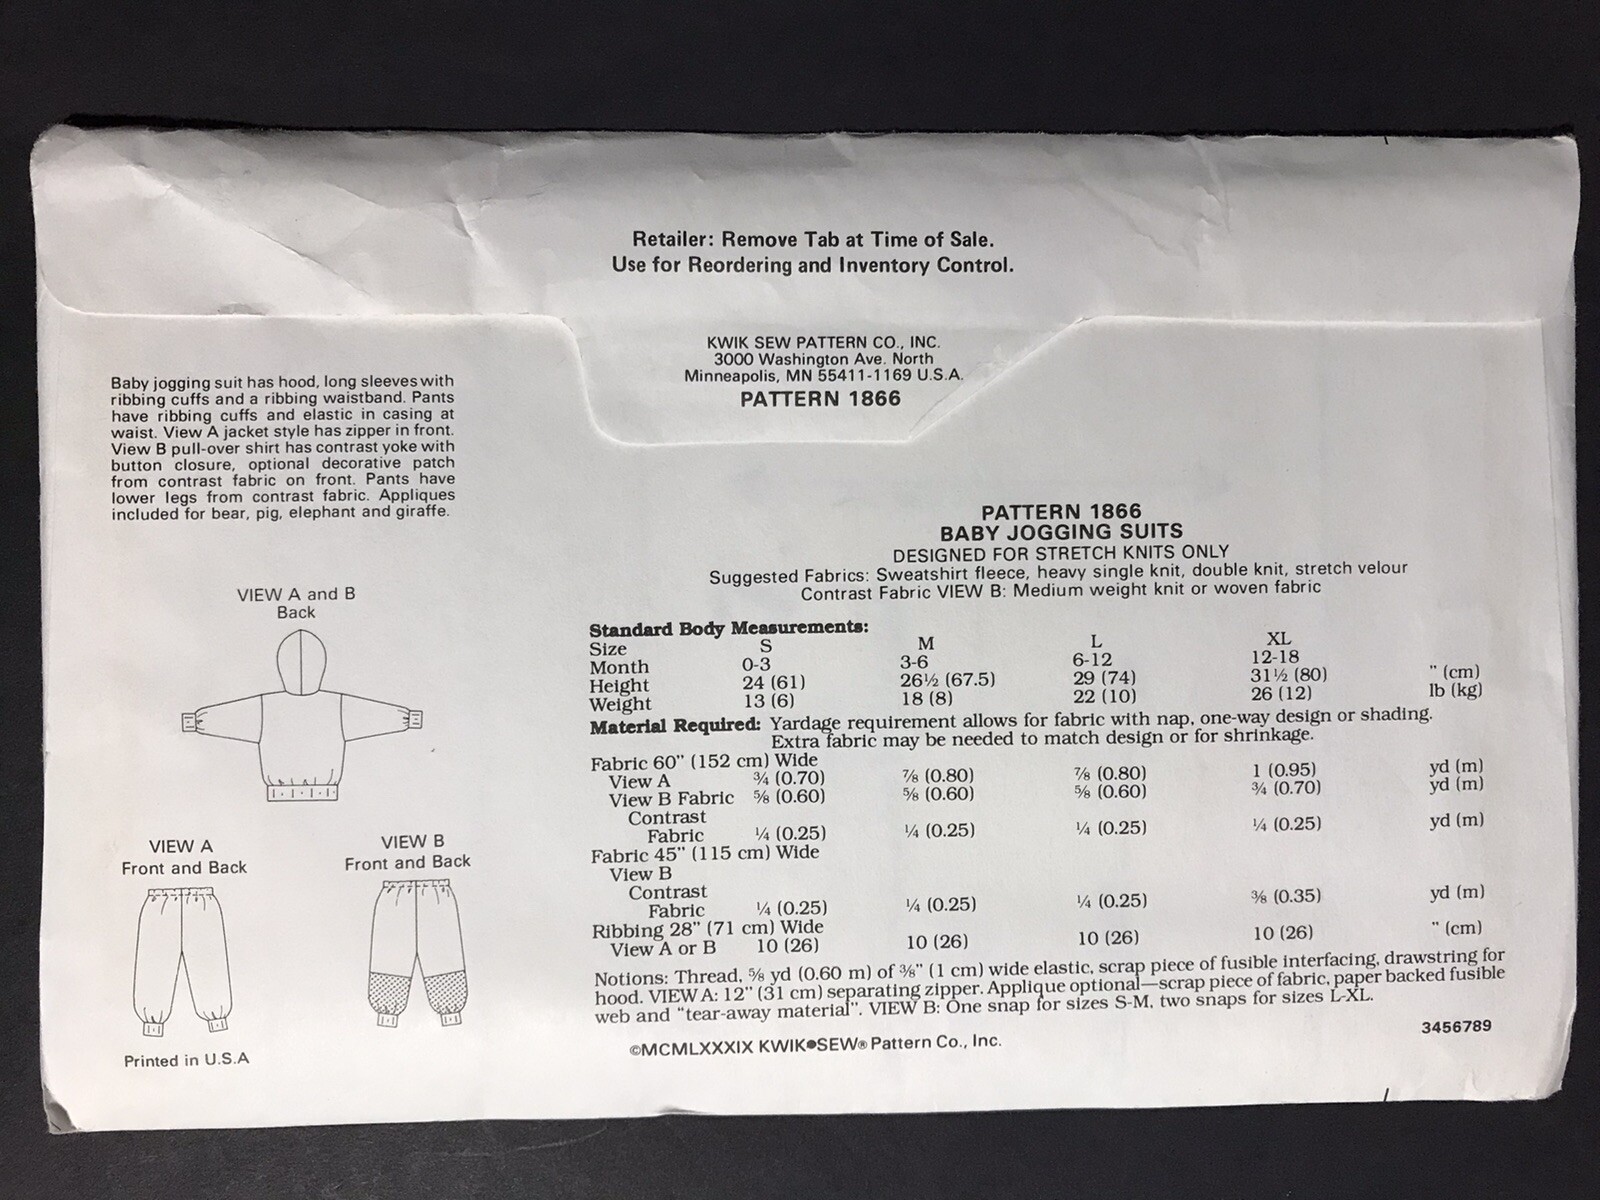 Retailer: Remove Tab at Time of Sale.
Use for Reordering and Inventory Control.
KWIK SEW PATTERN CO., INC.
3000 Washington Ave. North
Minneapolis, MN 55411-1169 U.S.A.
PATTERN 1866
Baby jogging suit has hood, long sleeves with
ribbing cuffs and a ribbing waistband. Pants
have ribbing cuffs and elastic in casing at
waist. View A jacket style has zipper in front.
View B pull-over shirt has contrast yoke with
button closure, optional decorative patch
from contrast fabric on front. Pants have
lower legs from contrast fabric. Appliques
included for bear, pig, elephant and giraffe.
VIEW A and B
Back
VIEW A
Front and Back
VIEW B
Front and Back
Printed in U.S.A
PATTERN 1866
BABY JOGGING SUITS
DESIGNED FOR STRETCH KNITS ONLY
Suggested Fabrics: Sweatshirt fleece, heavy single knit, double knit, stretch velour
Contrast Fabric VIEW B: Medium weight knit or woven fabric
Standard Body Measurements:
Size S M L XL
Month 0-3 3-6 6-12 12-18
Height 24 (61) 26½ (67.5) 29 (74) 31½ (80) " (cm)
Weight 13 (6) 18 (8) 22 (10) 26 (12) lb (kg)
Material Required: Yardage requirement allows for fabric with nap, one-way design or shading.
Extra fabric may be needed to match design or for shrinkage.
Fabric 60" (152 cm) Wide
View A ¾ (0.70) ⅞ (0.80) ⅞ (0.80) 1 (0.95) yd (m)
View B Fabric ⅝ (0.60) ⅝ (0.60) ⅝ (0.60) ¾ (0.70) yd (m)
Contrast
Fabric ¼ (0.25) ¼ (0.25) ¼ (0.25) ¼ (0.25) yd (m)
Fabric 45" (115 cm) Wide
View B
Contrast
Fabric ¼ (0.25) ¼ (0.25) ¼ (0.25) ⅜ (0.35) yd (m)
Ribbing 28" (71 cm) Wide
View A or B 10 (26) 10 (26) 10 (26) 10 (26) " (cm)
Notions: Thread, ⅝ yd (0.60 m) of ⅜" (1 cm) wide elastic, scrap piece of fusible interfacing, drawstring for
hood. VIEW A: 12" (31 cm) separating zipper. Applique optional—scrap piece of fabric, paper backed fusible
web and "tear-away material". VIEW B: One snap for sizes S-M, two snaps for sizes L-XL.
©MCMLXXXIX KWIK•SEW® Pattern Co., Inc.
3456789